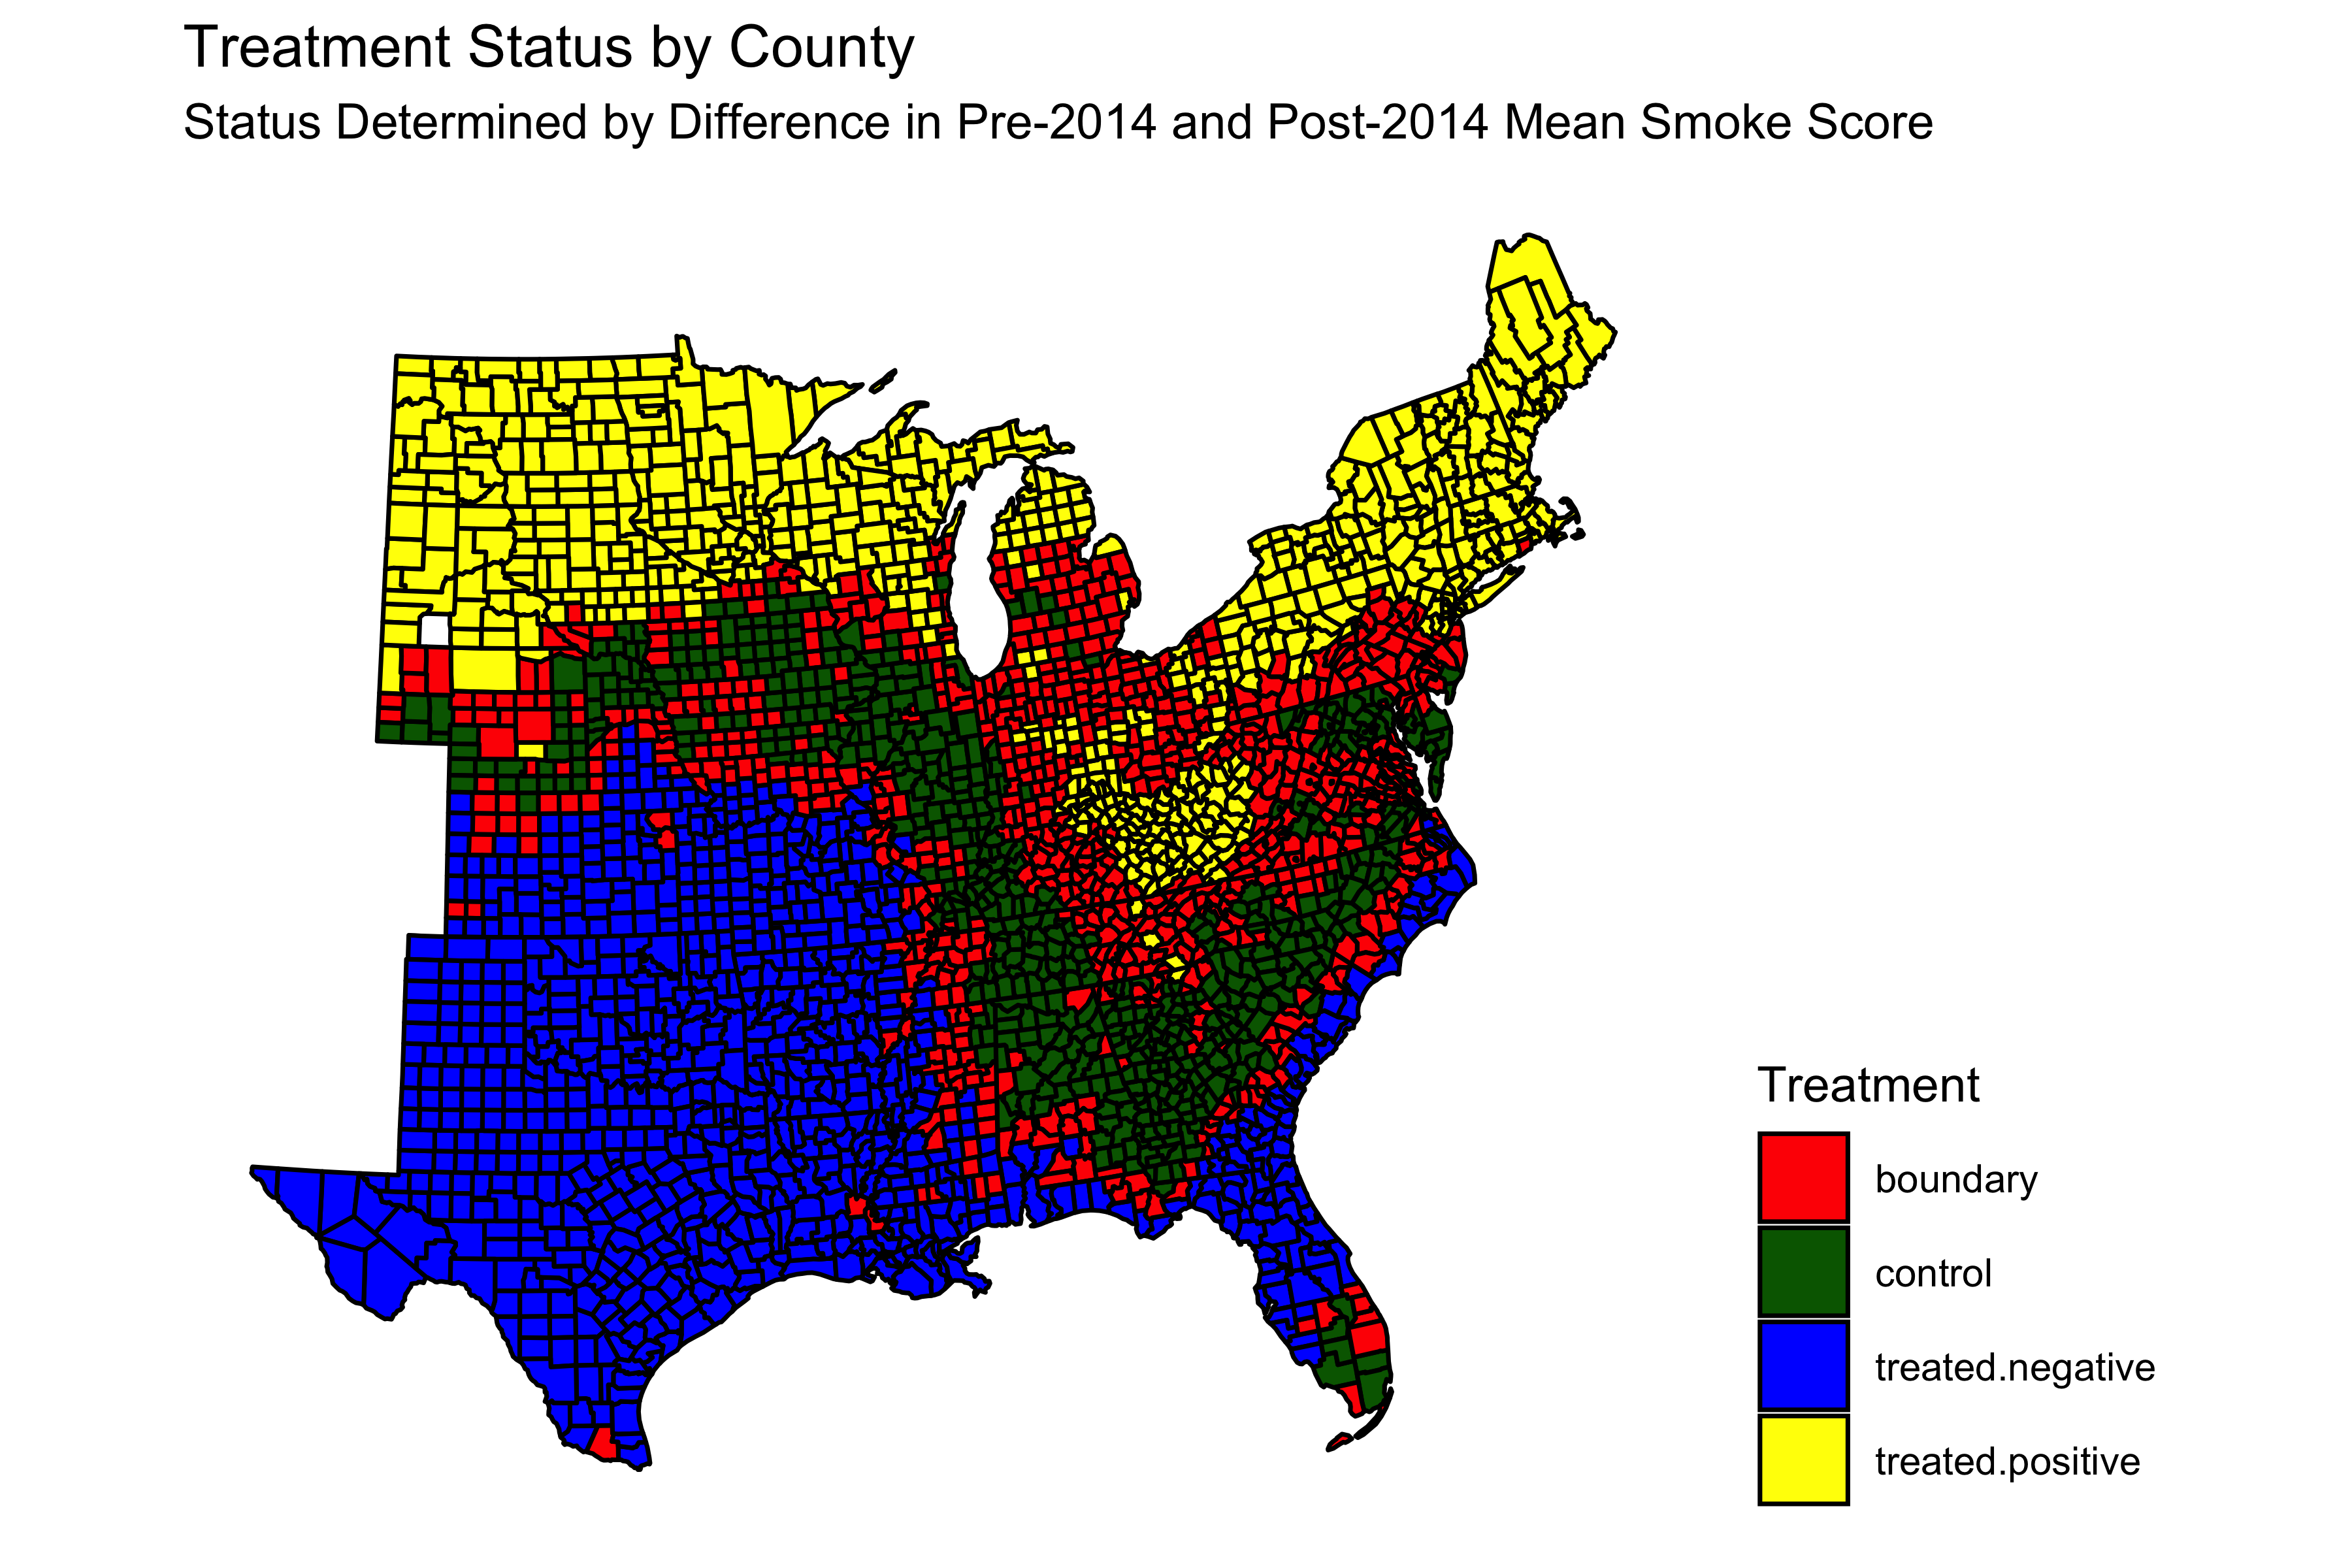 Treatment Status by County
Status Determined by Difference in Pre-2014 and Post-2014 Mean Smoke Score
Treatment
boundary
control
treated.negative
treated.positive